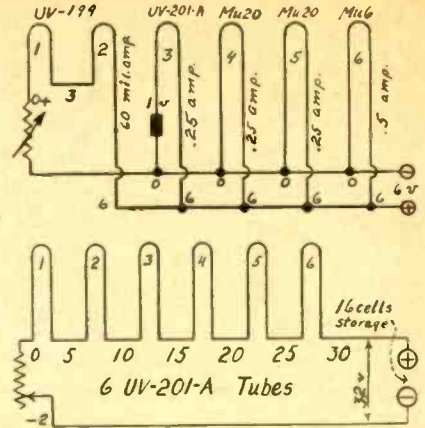 UV-199 UV-201-A Mu20 Mu20 Mu6
1 2 3 4 5 6
3
0+
60 mil.amp
1 v
.25 amp.
.25 amp.
.25 amp.
.5 amp.
0 0 0 0
6 v
6 6 6 6 6
1 2 3 4 5 6
16 cells
storage
0 5 10 15 20 25 30
6 UV-201-A Tubes
32 v
-2